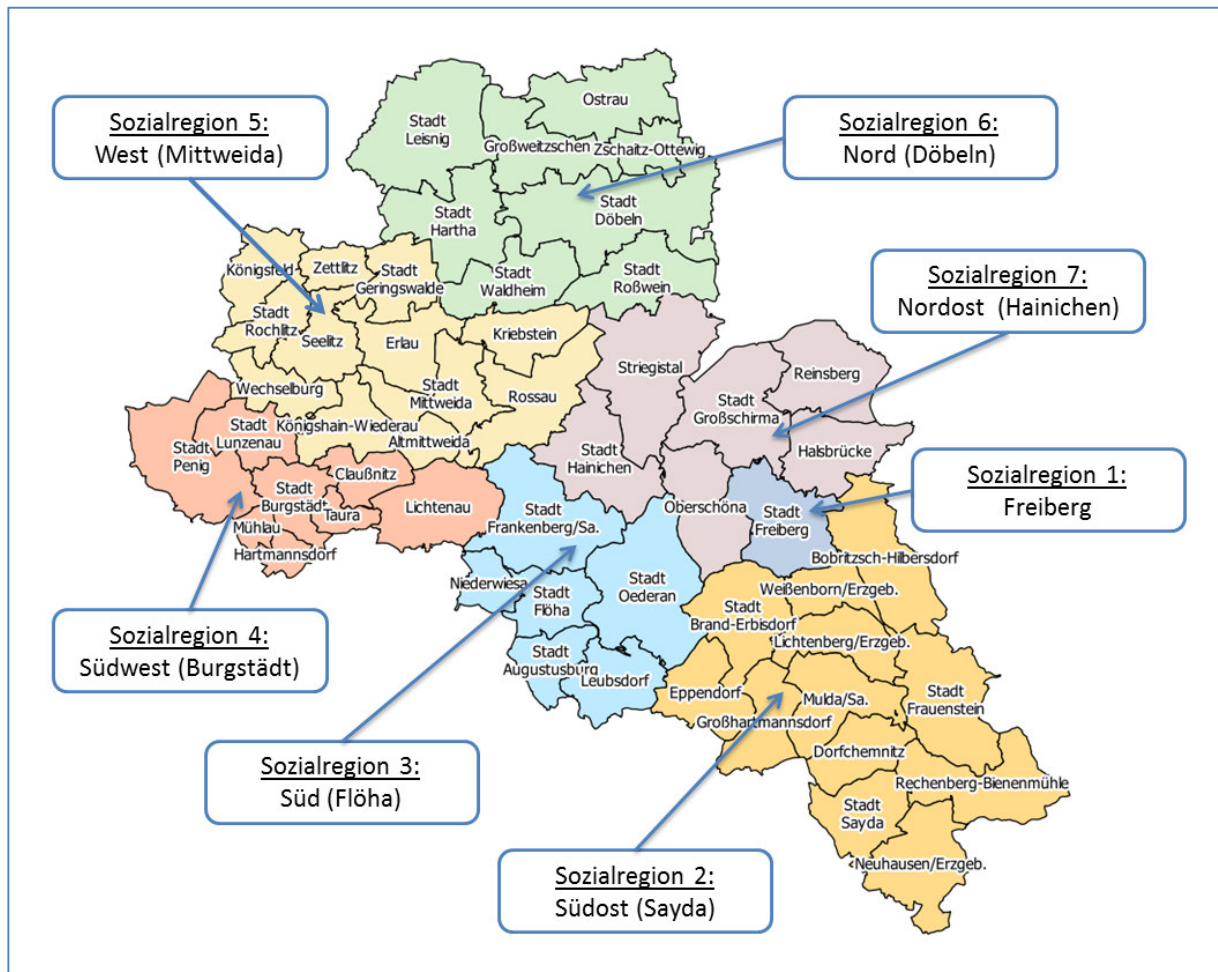 Sozialregion 5:
West (Mittweida)
Sozialregion 6:
Nord (Döbeln)
Sozialregion 7:
Nordost (Hainichen)
Sozialregion 1:
Freiberg
Sozialregion 4:
Südwest (Burgstädt)
Sozialregion 3:
Süd (Flöha)
Sozialregion 2:
Südost (Sayda)
Stadt
Leisnig
Ostrau
Großweitzschen
Zschaitz-Ottewig
Stadt
Döbeln
Stadt
Hartha
Stadt
Waldheim
Stadt
Roßwein
Königsfeld
Zettlitz
Stadt
Geringswalde
Stadt
Rochlitz
Seelitz
Erlau
Kriebstein
Wechselburg
Stadt
Mittweida
Rossau
Königshain-Wiederau
Altmittweida
Striegistal
Reinsberg
Stadt
Großschirma
Halsbrücke
Stadt
Hainichen
Oberschöna
Stadt
Freiberg
Stadt
Penig
Stadt
Lunzenau
Claußnitz
Stadt
Burgstädt
Taura
Mühlau
Hartmannsdorf
Lichtenau
Stadt
Frankenberg/Sa.
Niederwiesa
Stadt
Flöha
Stadt
Oederan
Stadt
Augustusburg
Leubsdorf
Bobritzsch-Hilbersdorf
Weißenborn/Erzgeb.
Stadt
Brand-Erbisdorf
Lichtenberg/Erzgeb.
Eppendorf
Großhartmannsdorf
Mulda/Sa.
Stadt
Frauenstein
Dorfchemnitz
Rechenberg-Bienenmühle
Stadt
Sayda
Neuhausen/Erzgeb.